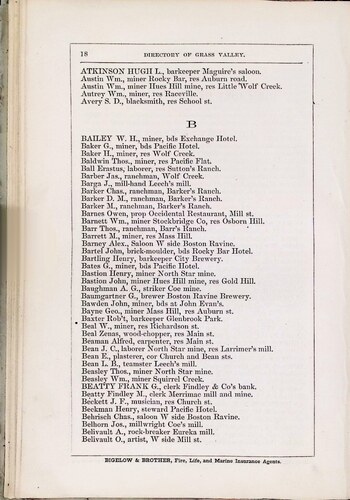 18
DIRECTORY OF GRASS VALLEY.
ATKINSON HUGH L., barkeeper Maguire's saloon.
Austin Wm., miner Rocky Bar, res Auburn road.
Austin Wm., miner Hues Hill mine, res Little Wolf Creek.
Autrey Wm., miner, res Raceville.
Avery S. D., blacksmith, res School st.
B
BAILEY W. H., miner, bds Exchange Hotel.
Baker G., miner, bds Pacific Hotel.
Baker H., miner, res Wolf Creek.
Baldwin Thos., miner, res Pacific Flat.
Ball Erastus, laborer, res Sutton's Ranch.
Barber Jas., ranchman, Wolf Creek.
Barga J., mill-hand Leech's mill.
Barker Chas., ranchman, Barker's Ranch.
Barker D. M., ranchman, Barker's Ranch.
Barker M., ranchman, Barker's Ranch.
Barnes Owen, prop Occidental Restaurant, Mill st.
Barnett Wm., miner Stockbridge Co, res Osborn Hill.
Barr Thos., ranchman, Barr's Ranch.
Barrett M., miner, res Mass Hill.
Barney Alex., Saloon W side Boston Ravine.
Bartel John, brick-moulder, bds Rocky Bar Hotel.
Bartling Henry, barkeeper City Brewery.
Bates G., miner, bds Pacific Hotel.
Bastion Henry, miner North Star mine.
Bastion John, miner Hues Hill mine, res Gold Hill.
Baughman A. G., striker Coe mine.
Baumgartner G., brewer Boston Ravine Brewery.
Bawden John, miner, bds at John Evan's.
Bayne Geo., miner Mass Hill, res Auburn st.
Baxter Rob't, barkeeper Glenbrook Park.
Beal W., miner, res Richardson st.
Beal Zenas, wood-chopper, res Main st.
Beaman Alfred, carpenter, res Main st.
Bean J. C., laborer North Star mine, res Larrimer's mill.
Bean E., plasterer, cor Church and Bean sts.
Bean L. B., teamster Leech's mill.
Beasley Thos., miner North Star mine.
Beasley Wm., miner Squirrel Creek.
BEATTY FRANK G., clerk Findley & Co's bank.
Beatty Findley M., clerk Merrimac mill and mine.
Beckett J. F., musician, res Church st.
Beckman Henry, steward Pacific Hotel.
Behrisch Chas., saloon W side Boston Ravine.
Belhorn Jos., millwright Coe's mill.
Belivault A., rock-breaker Eureka mill.
Belivault O., artist, W side Mill st.
BIGELOW & BROTHER, Fire, Life, and Marine Insurance Agents.